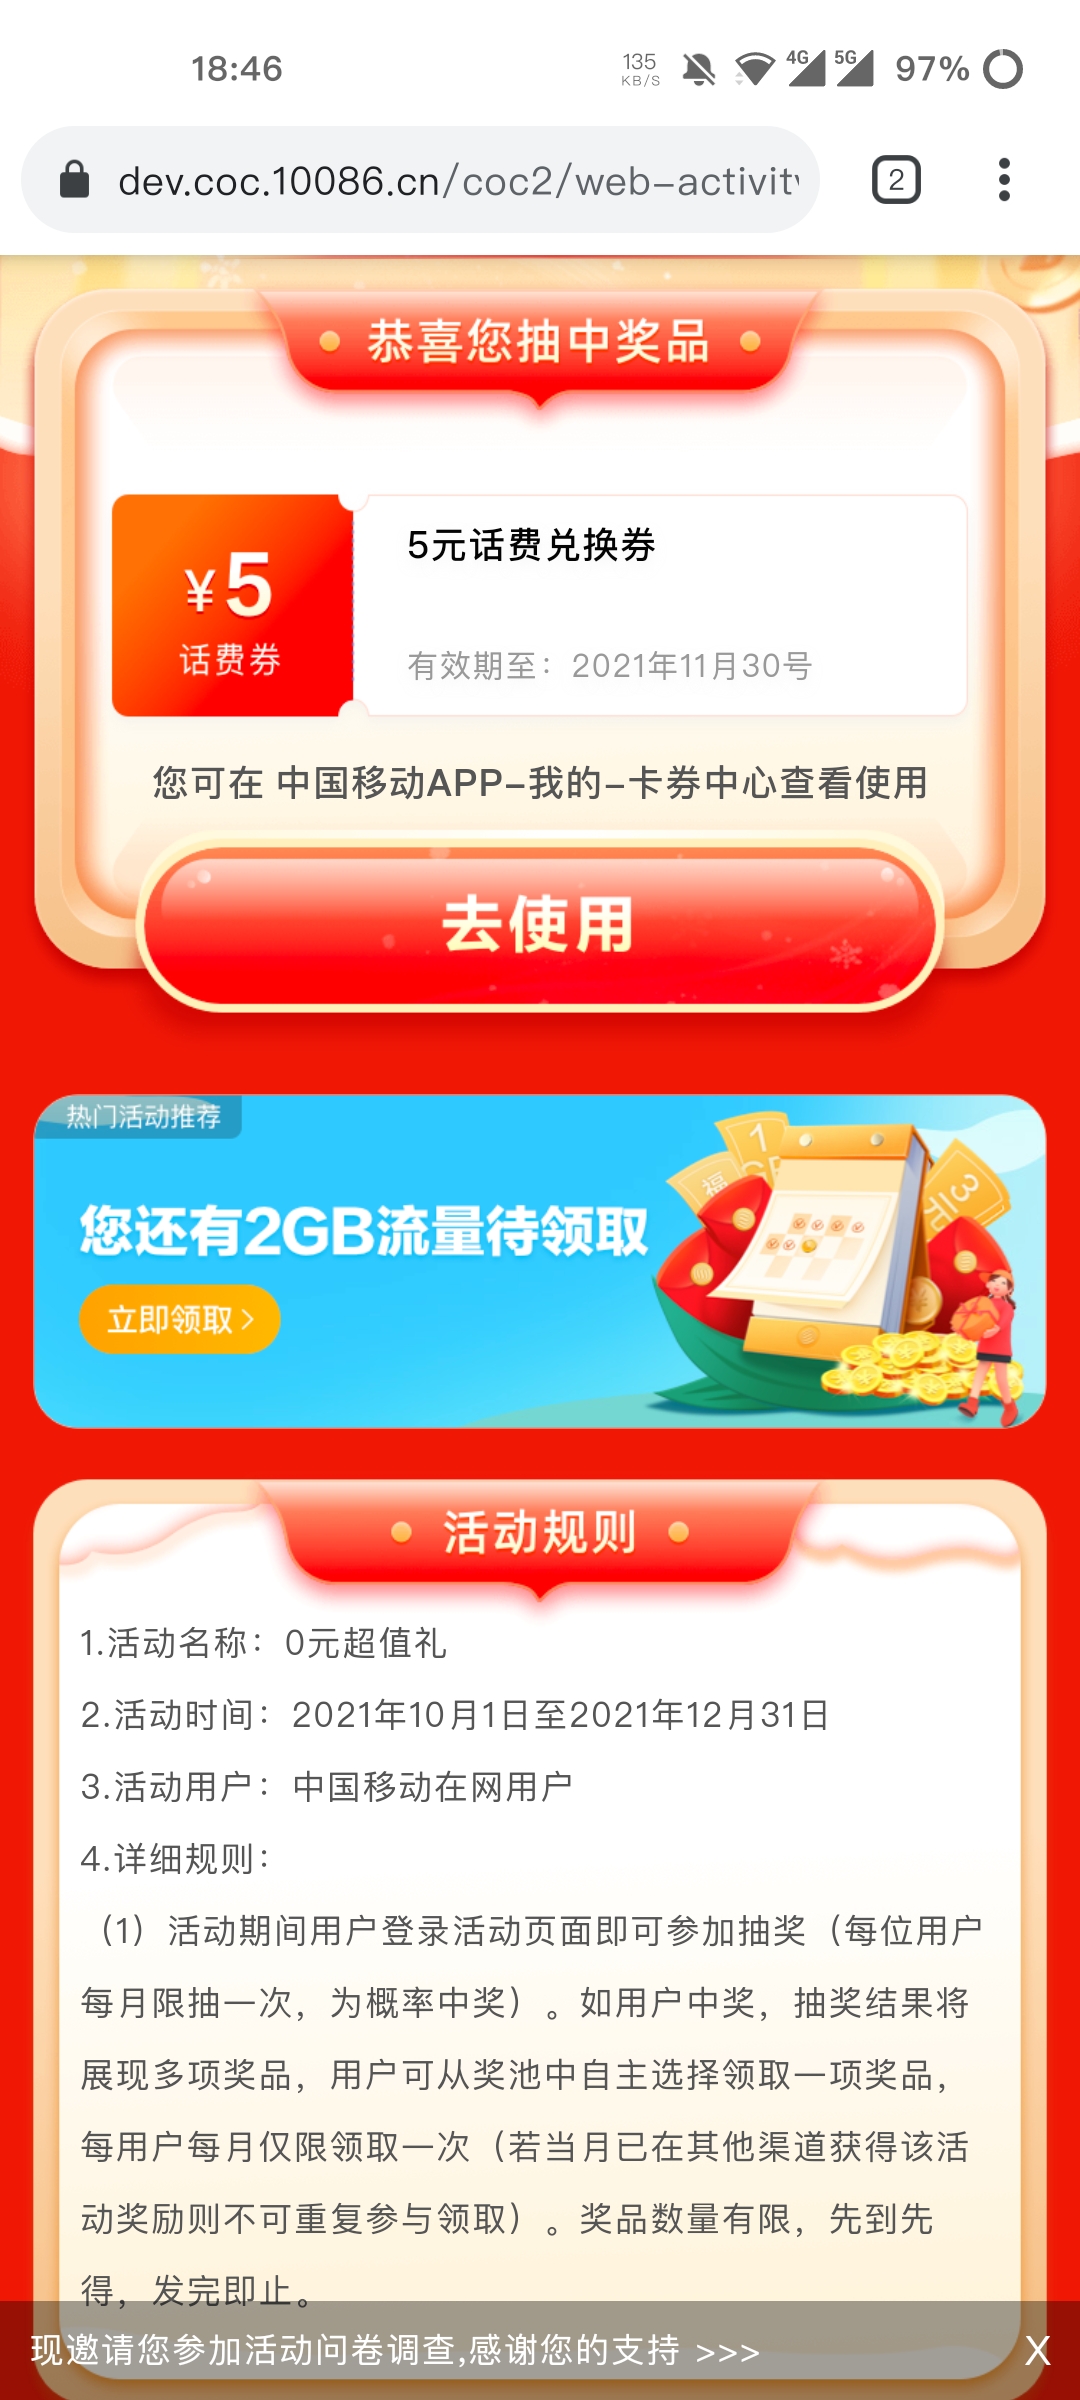 18:46
135
KB/S
4G
5G
97%
dev.coc.10086.cn/coc2/web-activity
2
恭喜您抽中奖品
¥5
话费券
5元话费兑换券
有效期至：2021年11月30号
您可在 中国移动APP-我的-卡券中心查看使用
去使用
热门活动推荐
您还有2GB流量待领取
立即领取 >
1
福
3
元
活动规则
1.活动名称：0元超值礼
2.活动时间：2021年10月1日至2021年12月31日
3.活动用户：中国移动在网用户
4.详细规则：
（1）活动期间用户登录活动页面即可参加抽奖（每位用户
每月限抽一次，为概率中奖）。如用户中奖，抽奖结果将
展现多项奖品，用户可从奖池中自主选择领取一项奖品，
每用户每月仅限领取一次（若当月已在其他渠道获得该活
动奖励则不可重复参与领取）。奖品数量有限，先到先
得，发完即止。
现邀请您参加活动问卷调查,感谢您的支持 >>>
X